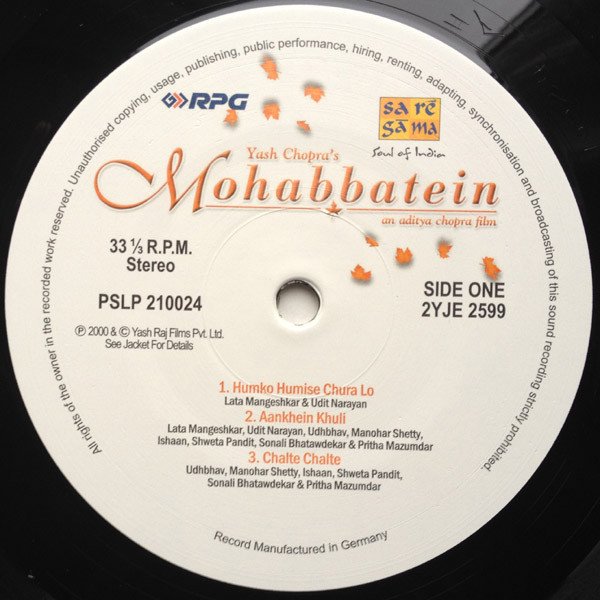 All rights of the owner in the recorded work reserved. Unauthorised copying, usage, publishing, public performance, hiring, renting, adapting, synchronisation and broadcasting of this sound recording strictly prohibited.
RPG
sa rē
gā ma
Soul of India
Yash Chopra's
Mohabbatein
an aditya chopra film
33 ⅓ R.P.M.
Stereo
SIDE ONE
PSLP 210024
2YJE 2599
℗ 2000 & © Yash Raj Films Pvt. Ltd.
See Jacket For Details
1. Humko Humise Chura Lo
Lata Mangeshkar & Udit Narayan
2. Aankhein Khuli
Lata Mangeshkar, Udit Narayan, Udhbhav, Manohar Shetty,
Ishaan, Shweta Pandit, Sonali Bhatawdekar & Pritha Mazumdar
3. Chalte Chalte
Udhbhav, Manohar Shetty, Ishaan, Shweta Pandit,
Sonali Bhatawdekar & Pritha Mazumdar
Record Manufactured in Germany